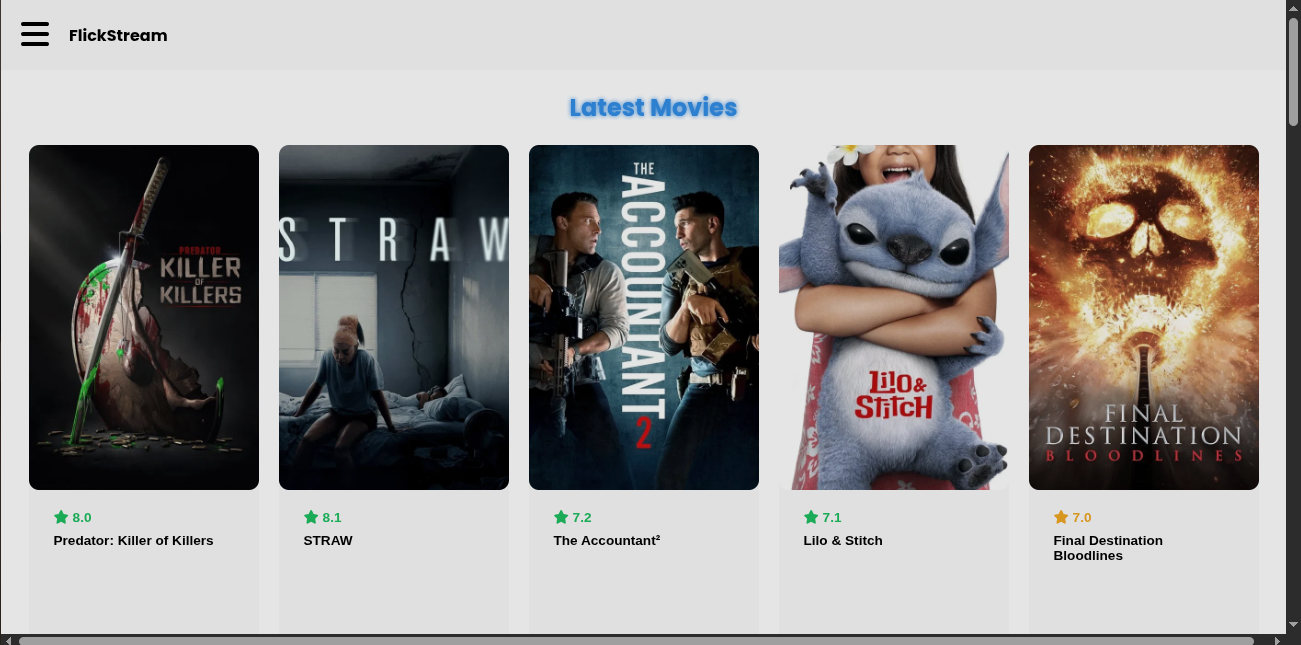 FlickStream
Latest Movies
PREDATOR
KILLER
OF
KILLERS
STRAW
THE
ACCOUNTANT
2
Lilo &
Stitch
FINAL
DESTINATION
BLOODLINES
8.0
Predator: Killer of Killers
8.1
STRAW
7.2
The Accountant²
7.1
Lilo & Stitch
7.0
Final Destination
Bloodlines